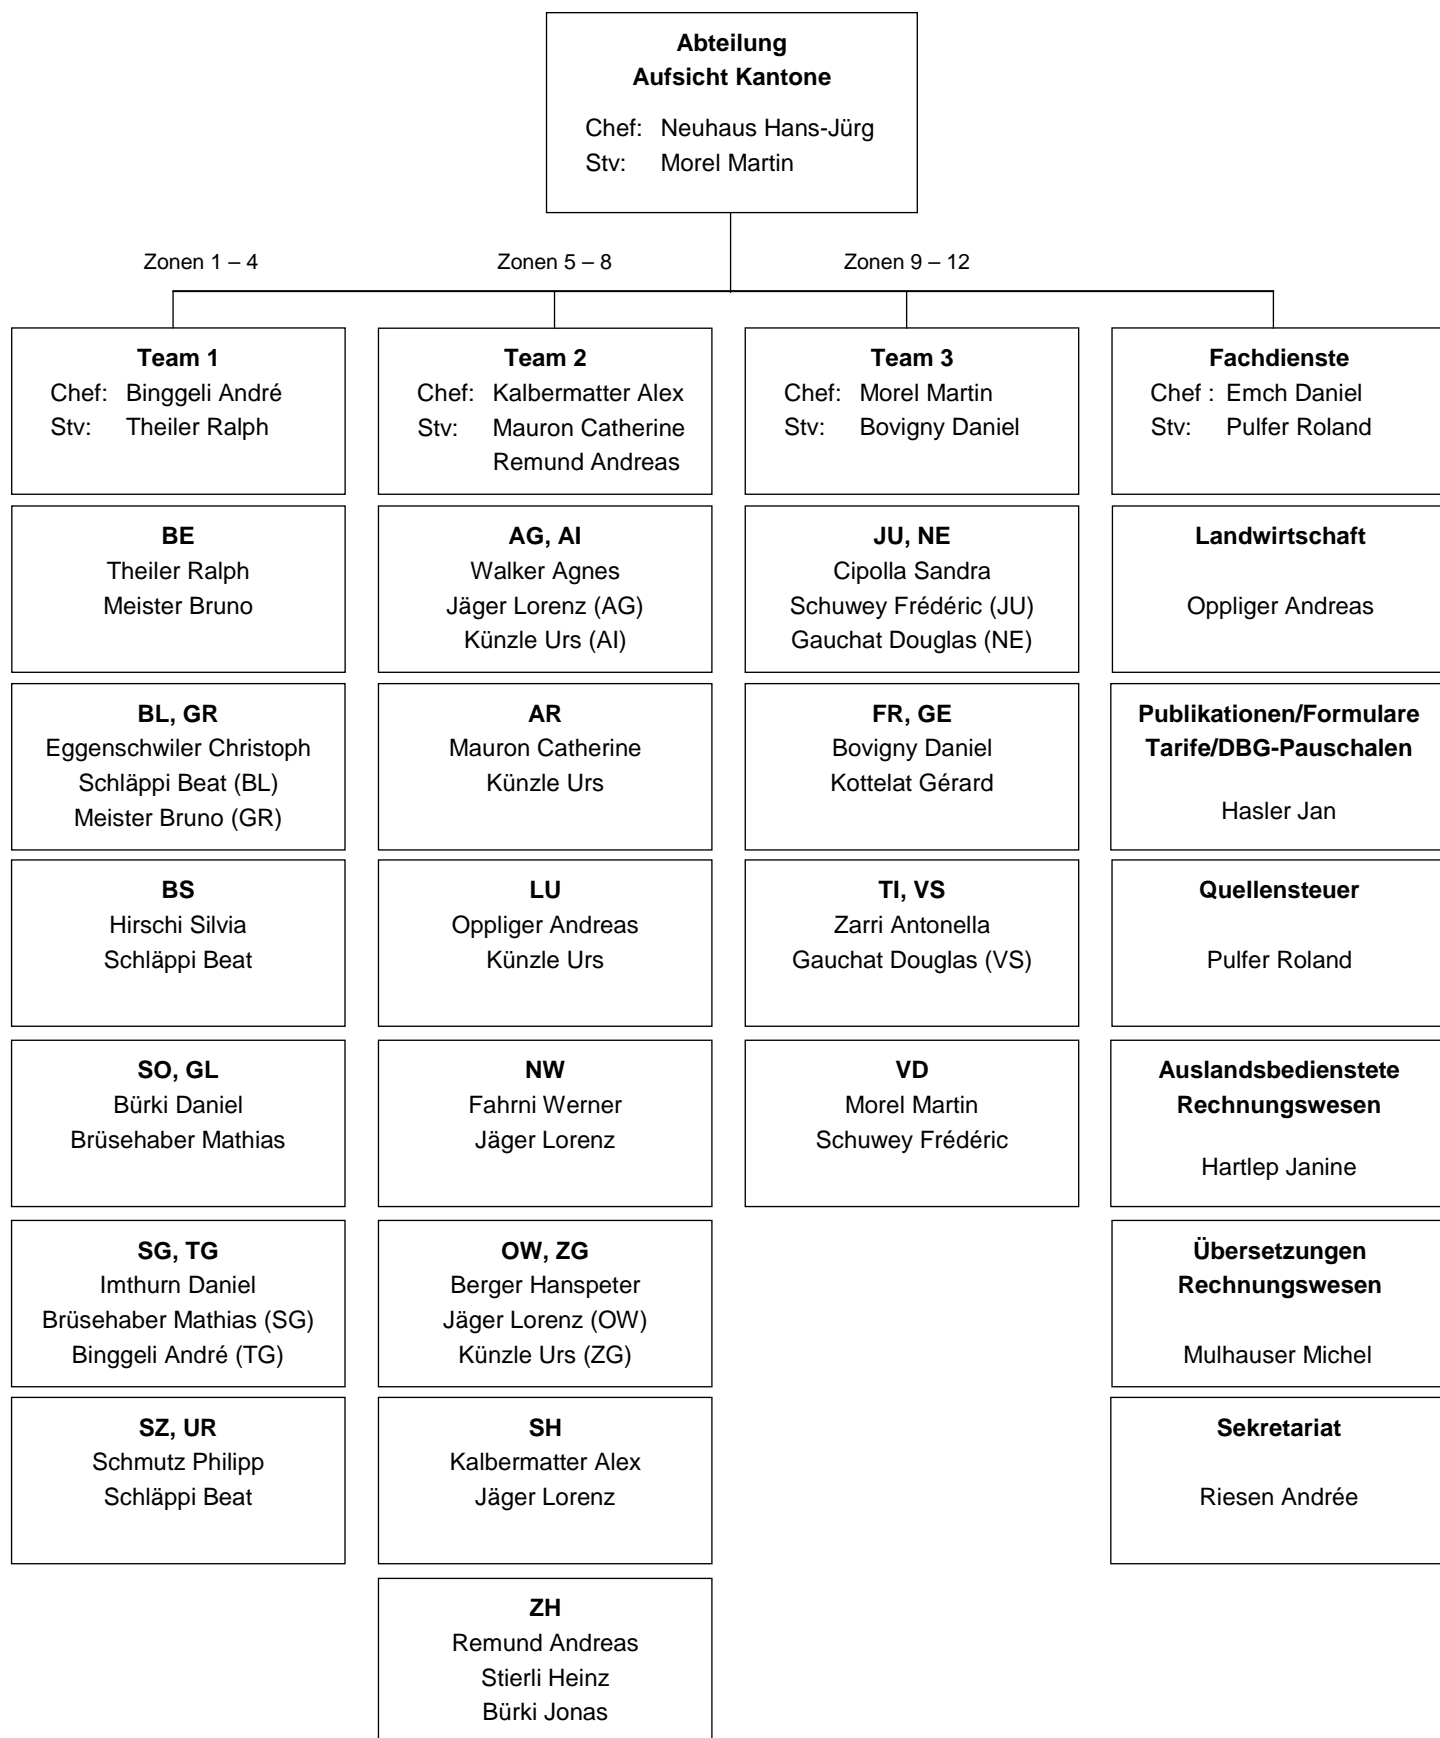 Abteilung
Aufsicht Kantone
Chef: Neuhaus Hans-Jürg
Stv: Morel Martin
Zonen 1 – 4
Zonen 5 – 8
Zonen 9 – 12
Team 1
Chef: Binggeli André
Stv: Theiler Ralph
BE
Theiler Ralph
Meister Bruno
BL, GR
Eggenschwiler Christoph
Schläppi Beat (BL)
Meister Bruno (GR)
BS
Hirschi Silvia
Schläppi Beat
SO, GL
Bürki Daniel
Brüsehaber Mathias
SG, TG
Imthurn Daniel
Brüsehaber Mathias (SG)
Binggeli André (TG)
SZ, UR
Schmutz Philipp
Schläppi Beat
Team 2
Chef: Kalbermatter Alex
Stv: Mauron Catherine
Remund Andreas
AG, AI
Walker Agnes
Jäger Lorenz (AG)
Künzle Urs (AI)
AR
Mauron Catherine
Künzle Urs
LU
Oppliger Andreas
Künzle Urs
NW
Fahrni Werner
Jäger Lorenz
OW, ZG
Berger Hanspeter
Jäger Lorenz (OW)
Künzle Urs (ZG)
SH
Kalbermatter Alex
Jäger Lorenz
ZH
Remund Andreas
Stierli Heinz
Bürki Jonas
Team 3
Chef: Morel Martin
Stv: Bovigny Daniel
JU, NE
Cipolla Sandra
Schuwey Frédéric (JU)
Gauchat Douglas (NE)
FR, GE
Bovigny Daniel
Kottelat Gérard
TI, VS
Zarri Antonella
Gauchat Douglas (VS)
VD
Morel Martin
Schuwey Frédéric
Fachdienste
Chef : Emch Daniel
Stv: Pulfer Roland
Landwirtschaft
Oppliger Andreas
Publikationen/Formulare
Tarife/DBG-Pauschalen
Hasler Jan
Quellensteuer
Pulfer Roland
Auslandsbedienstete
Rechnungswesen
Hartlep Janine
Übersetzungen
Rechnungswesen
Mulhauser Michel
Sekretariat
Riesen Andrée